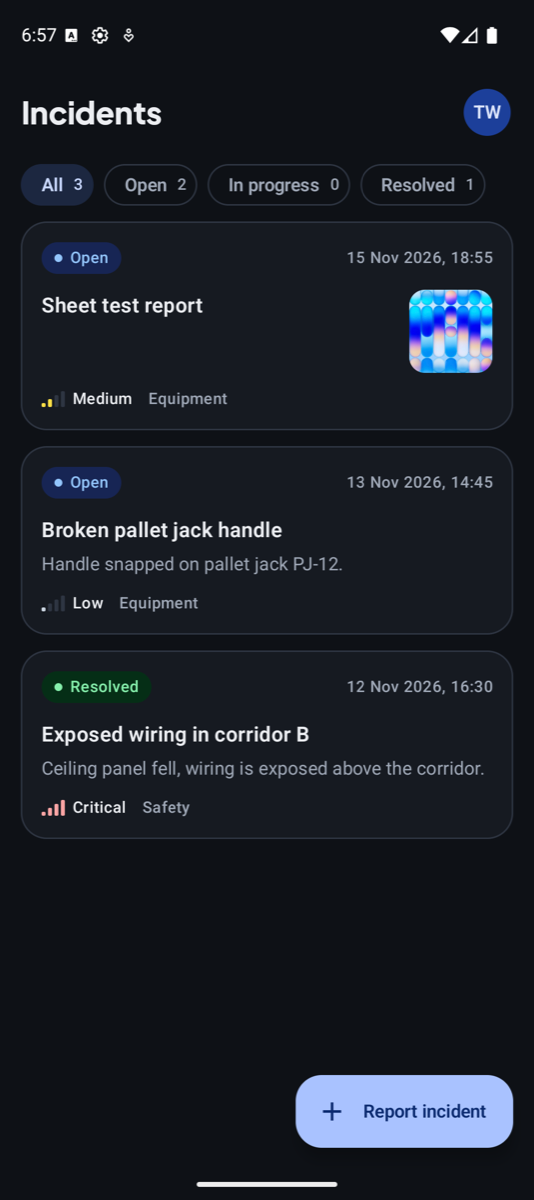 6:57
Incidents
TW
All 3 Open 2 In progress 0 Resolved 1
Open 15 Nov 2026, 18:55
Sheet test report
Medium Equipment
Open 13 Nov 2026, 14:45
Broken pallet jack handle
Handle snapped on pallet jack PJ-12.
Low Equipment
Resolved 12 Nov 2026, 16:30
Exposed wiring in corridor B
Ceiling panel fell, wiring is exposed above the corridor.
Critical Safety
+ Report incident